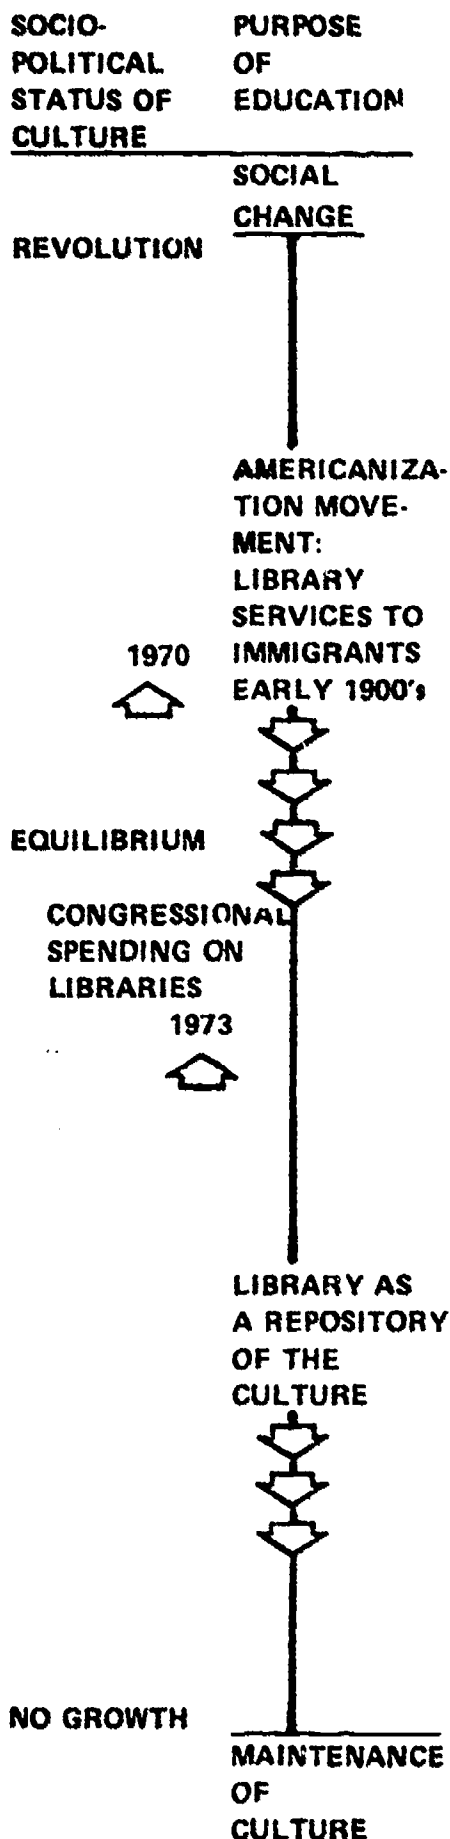 SOCIO-
POLITICAL
STATUS OF
CULTURE
PURPOSE
OF
EDUCATION
SOCIAL
CHANGE
REVOLUTION
AMERICANIZA-
TION MOVE-
MENT:
LIBRARY
SERVICES TO
IMMIGRANTS
EARLY 1900's
1970
EQUILIBRIUM
CONGRESSIONAL
SPENDING ON
LIBRARIES
1973
LIBRARY AS
A REPOSITORY
OF THE
CULTURE
NO GROWTH
MAINTENANCE
OF
CULTURE